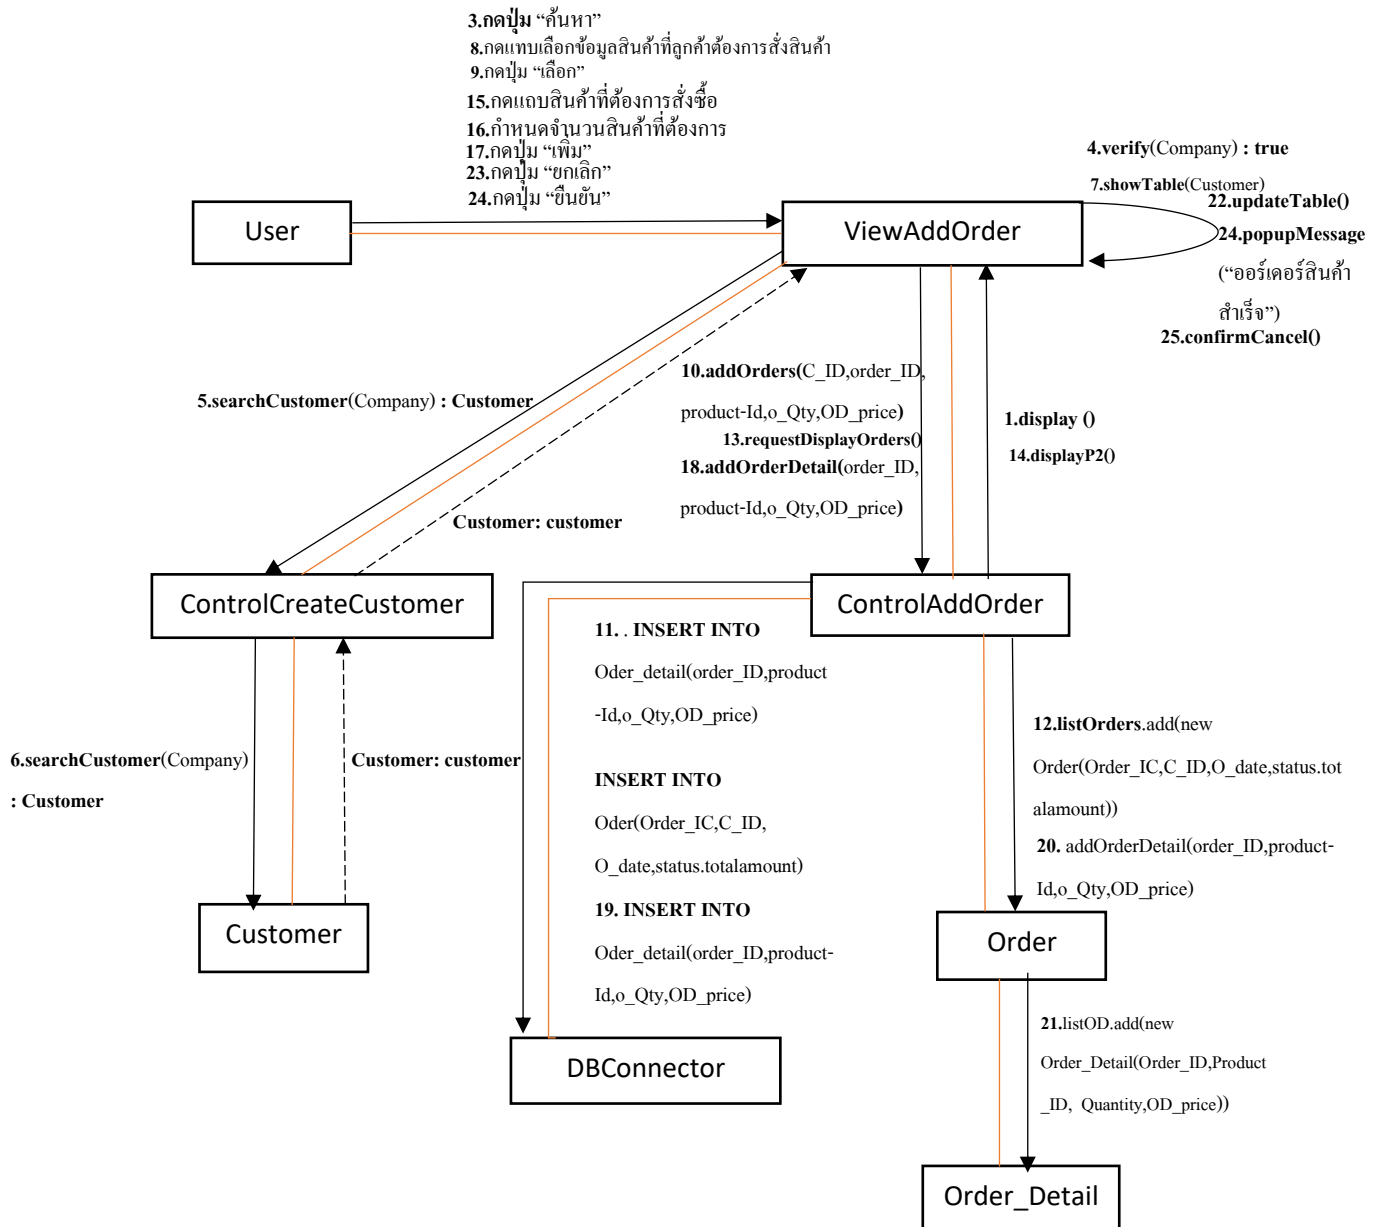 3.กดปุ่ม “ค้นหา”
8.กดแทบเลือกข้อมูลสินค้าที่ลูกค้าต้องการสั่งสินค้า
9.กดปุ่ม “เลือก”
15.กดแถบสินค้าที่ต้องการสั่งซื้อ
16.กำหนดจำนวนสินค้าที่ต้องการ
17.กดปุ่ม “เพิ่ม”
23.กดปุ่ม “ยกเลิก”
24.กดปุ่ม “ยืนยัน”
4.verify(Company) : true
7.showTable(Customer)
22.updateTable()
24.popupMessage
(“ออร์เดอร์สินค้า
สำเร็จ”)
25.confirmCancel()
User
ViewAddOrder
5.searchCustomer(Company) : Customer
Customer: customer
10.addOrders(C_ID,order_ID,
product-Id,o_Qty,OD_price)
13.requestDisplayOrders()
18.addOrderDetail(order_ID,
product-Id,o_Qty,OD_price)
1.display ()
14.displayP2()
ControlCreateCustomer
ControlAddOrder
6.searchCustomer(Company)
: Customer
Customer: customer
11. . INSERT INTO
Oder_detail(order_ID,product
-Id,o_Qty,OD_price)
INSERT INTO
Oder(Order_IC,C_ID,
O_date,status.totalamount)
19. INSERT INTO
Oder_detail(order_ID,product-
Id,o_Qty,OD_price)
12.listOrders.add(new
Order(Order_IC,C_ID,O_date,status.tot
alamount))
20. addOrderDetail(order_ID,product-
Id,o_Qty,OD_price)
Customer
Order
DBConnector
21.listOD.add(new
Order_Detail(Order_ID,Product
_ID, Quantity,OD_price))
Order_Detail